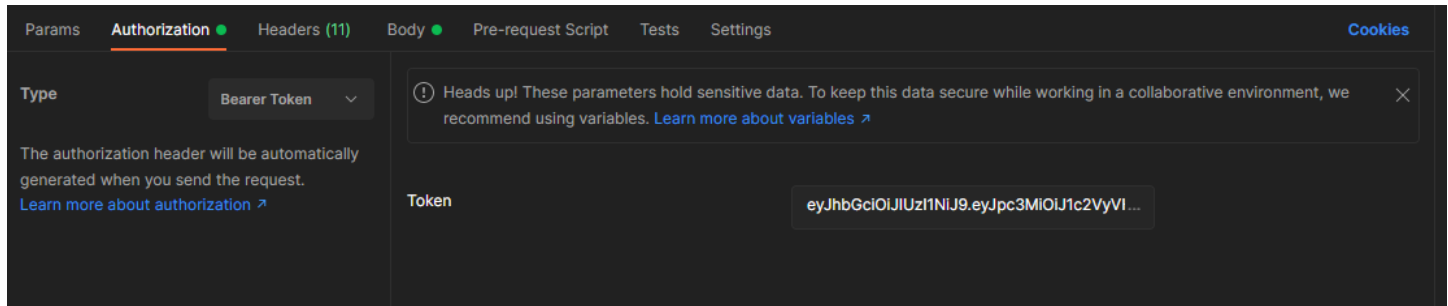 Params Authorization Headers (11) Body Pre-request Script Tests Settings Cookies
Type Bearer Token
The authorization header will be automatically
generated when you send the request.
Learn more about authorization ↗
Heads up! These parameters hold sensitive data. To keep this data secure while working in a collaborative environment, we
recommend using variables. Learn more about variables ↗
Token eyJhbGciOiJIUzI1NiJ9.eyJpc3MiOiJ1c2VyVI...